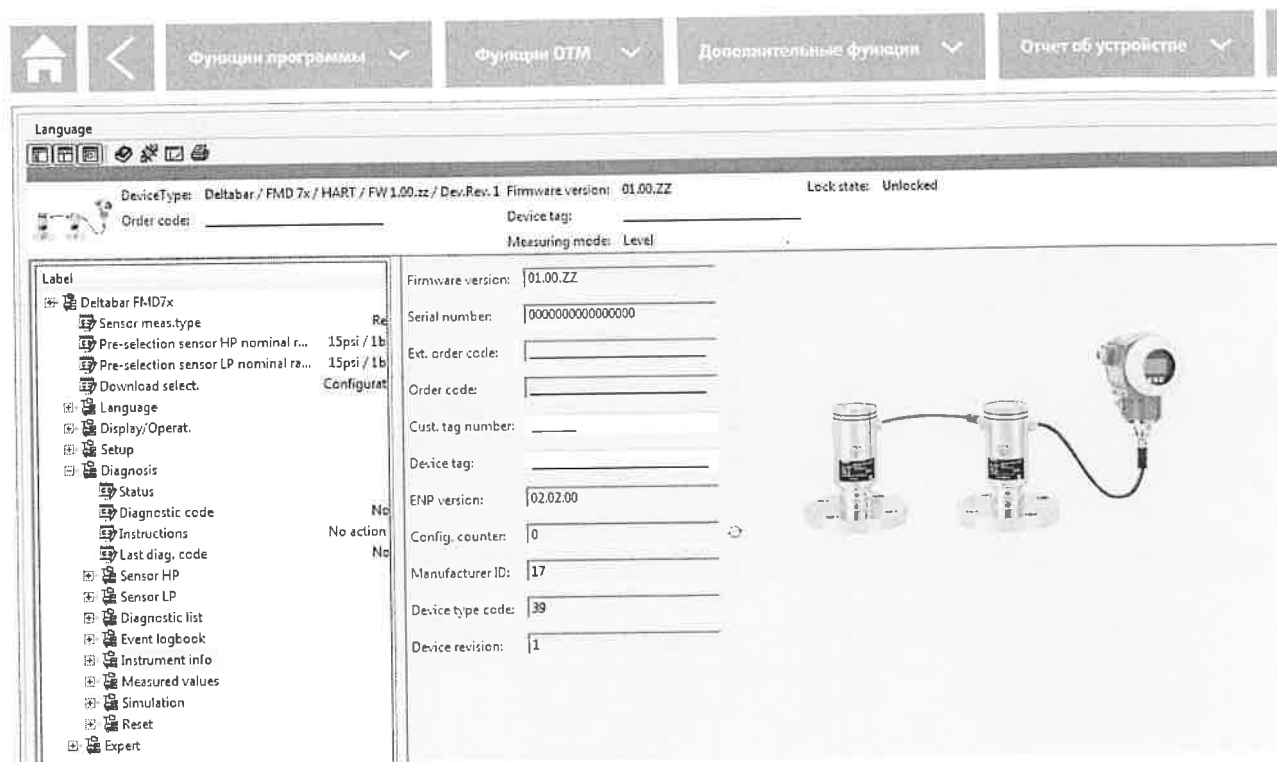 Функции программы
Функции DTM
Дополнительные функции
Отчет об устройстве
Language
DeviceType: Deltabar / FMD 7x / HART / FW 1.00.zz / Dev.Rev. 1 Firmware version: 01.00.ZZ Lock state: Unlocked
Order code: Device tag:
Measuring mode: Level
Label
Deltabar FMD7x
Sensor meas.type Re
Pre-selection sensor HP nominal r... 15psi / 1b
Pre-selection sensor LP nominal ra... 15psi / 1b
Download select. Configurat
Language
Display/Operat.
Setup
Diagnosis
Status
Diagnostic code No
Instructions No action
Last diag. code No
Sensor HP
Sensor LP
Diagnostic list
Event logbook
Instrument info
Measured values
Simulation
Reset
Expert
Firmware version: 01.00.ZZ
Serial number: 0000000000000000
Ext. order code:
Order code:
Cust. tag number:
Device tag:
ENP version: 02.02.00
Config. counter: 0
Manufacturer ID: 17
Device type code: 39
Device revision: 1